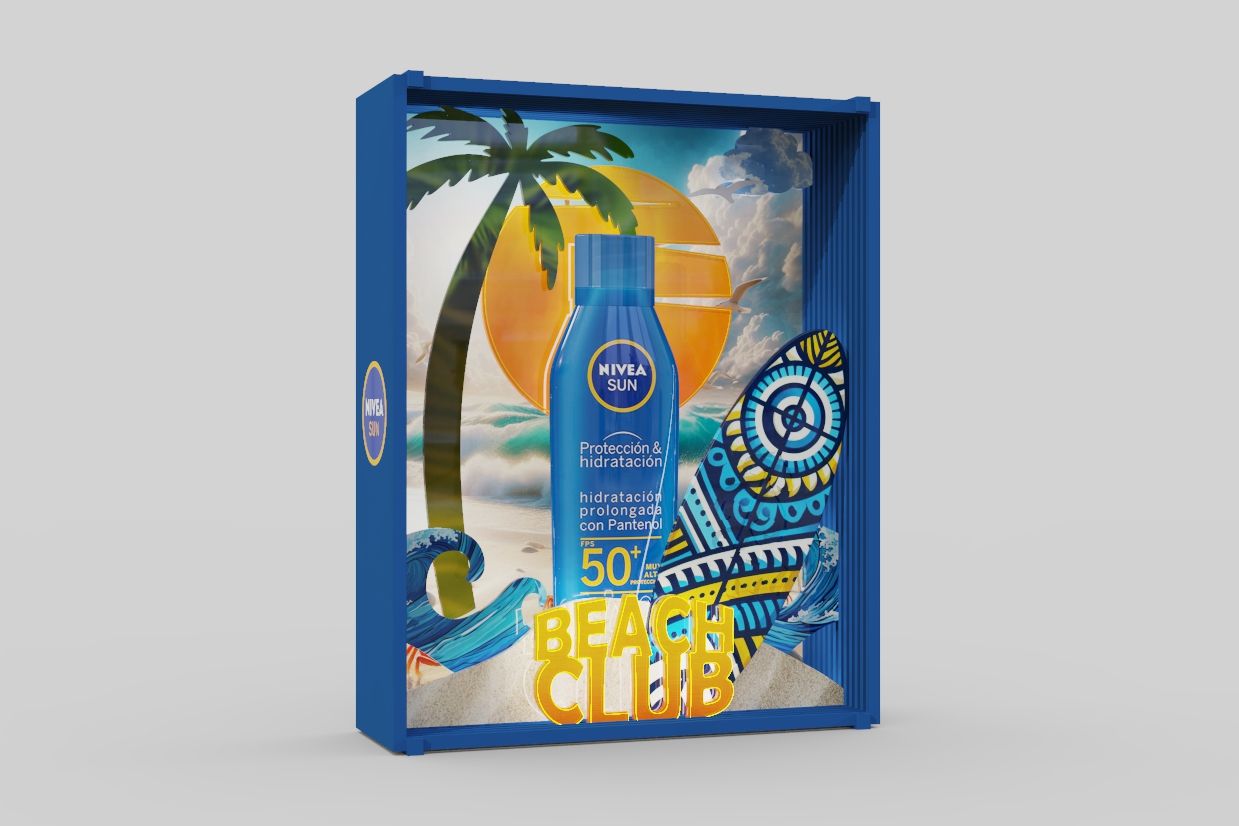 NIVEA
SUN
Protección &
hidratación
hidratación
prolongada
con Pantenol
FPS
50+
BEACH
CLUB
NIVEA
SUN